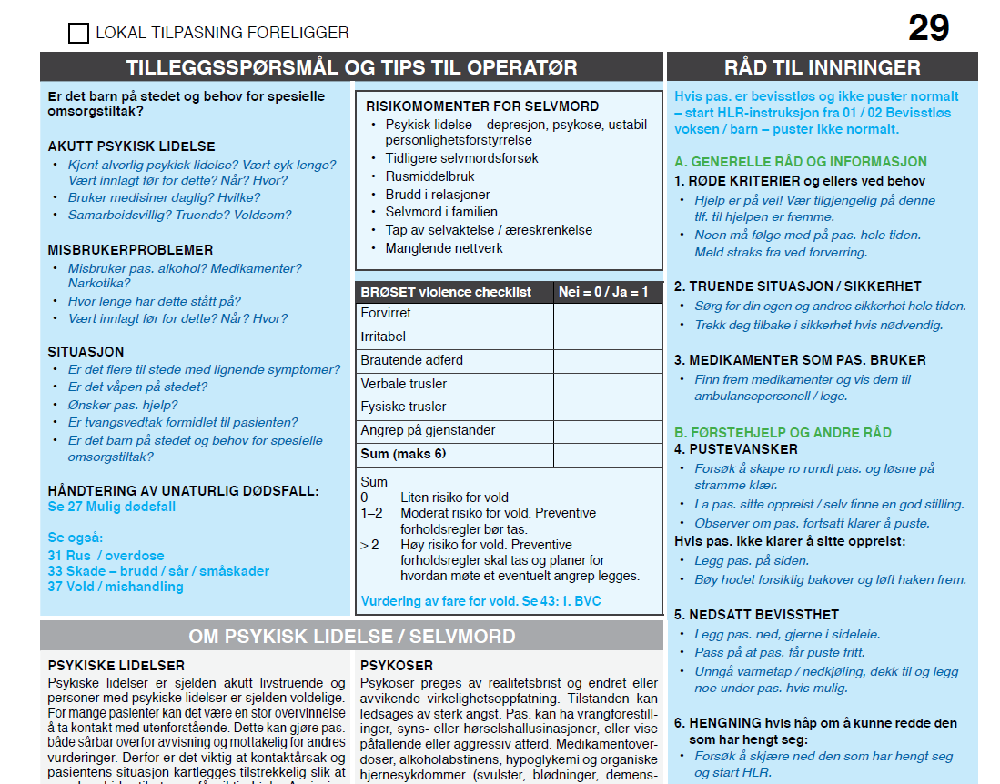 LOKAL TILPASNING FORELIGGER
29
TILLEGGSSPØRSMÅL OG TIPS TIL OPERATØR
Er det barn på stedet og behov for spesielle
omsorgstiltak?
AKUTT PSYKISK LIDELSE
• Kjent alvorlig psykisk lidelse? Vært syk lenge?
Vært innlagt før for dette? Når? Hvor?
• Bruker medisiner daglig? Hvilke?
• Samarbeidsvillig? Truende? Voldsom?
MISBRUKERPROBLEMER
• Misbruker pas. alkohol? Medikamenter?
Narkotika?
• Hvor lenge har dette stått på?
• Vært innlagt før for dette? Når? Hvor?
SITUASJON
• Er det flere til stede med lignende symptomer?
• Er det våpen på stedet?
• Ønsker pas. hjelp?
• Er tvangsvedtak formidlet til pasienten?
• Er det barn på stedet og behov for spesielle
omsorgstiltak?
HÅNDTERING AV UNATURLIG DØDSFALL:
Se 27 Mulig dødsfall
Se også:
31 Rus / overdose
33 Skade – brudd / sår / småskader
37 Vold / mishandling
RISIKOMOMENTER FOR SELVMORD
• Psykisk lidelse – depresjon, psykose, ustabil
personlighetsforstyrrelse
• Tidligere selvmordsforsøk
• Rusmiddelbruk
• Brudd i relasjoner
• Selvmord i familien
• Tap av selvaktelse / æreskrenkelse
• Manglende nettverk
BRØSET violence checklist Nei = 0 / Ja = 1
Forvirret
Irritabel
Brautende adferd
Verbale trusler
Fysiske trusler
Angrep på gjenstander
Sum (maks 6)
Sum
0 Liten risiko for vold
1–2 Moderat risiko for vold. Preventive
forholdsregler bør tas.
> 2 Høy risiko for vold. Preventive
forholdsregler skal tas og planer for
hvordan møte et eventuelt angrep legges.
Vurdering av fare for vold. Se 43: 1. BVC
OM PSYKISK LIDELSE / SELVMORD
PSYKISKE LIDELSER
Psykiske lidelser er sjelden akutt livstruende og
personer med psykiske lidelser er sjelden voldelige.
For mange pasienter kan det være en stor overvinnelse
å ta kontakt med utenforstående. Dette kan gjøre pas.
både sårbar overfor avvisning og mottakelig for andres
vurderinger. Derfor er det viktig at kontaktårsak og
pasientens situasjon kartlegges tilstrekkelig slik at
PSYKOSER
Psykoser preges av realitetsbrist og endret eller
avvikende virkelighetsoppfatning. Tilstanden kan
ledsages av sterk angst. Pas. kan ha vrangforestill-
inger, syns- eller hørselshallusinasjoner, eller vise
påfallende eller aggressiv atferd. Medikamentover-
doser, alkoholabstinens, hypoglykemi og organiske
hjernesykdommer (svulster, blødninger, demens-
RÅD TIL INNRINGER
Hvis pas. er bevisstløs og ikke puster normalt
– start HLR-instruksjon fra 01 / 02 Bevisstløs
voksen / barn – puster ikke normalt.
A. GENERELLE RÅD OG INFORMASJON
1. RØDE KRITERIER og ellers ved behov
• Hjelp er på vei! Vær tilgjengelig på denne
tlf. til hjelpen er fremme.
• Noen må følge med på pas. hele tiden.
Meld straks fra ved forverring.
2. TRUENDE SITUASJON / SIKKERHET
• Sørg for din egen og andres sikkerhet hele tiden.
• Trekk deg tilbake i sikkerhet hvis nødvendig.
3. MEDIKAMENTER SOM PAS. BRUKER
• Finn frem medikamenter og vis dem til
ambulansepersonell / lege.
B. FØRSTEHJELP OG ANDRE RÅD
4. PUSTEVANSKER
• Forsøk å skape ro rundt pas. og løsne på
stramme klær.
• La pas. sitte oppreist / selv finne en god stilling.
• Observer om pas. fortsatt klarer å puste.
Hvis pas. ikke klarer å sitte oppreist:
• Legg pas. på siden.
• Bøy hodet forsiktig bakover og løft haken frem.
5. NEDSATT BEVISSTHET
• Legg pas. ned, gjerne i sideleie.
• Pass på at pas. får puste fritt.
• Unngå varmetap / nedkjøling, dekk til og legg
noe under pas. hvis mulig.
6. HENGNING hvis håp om å kunne redde den
som har hengt seg:
• Forsøk å skjære ned den som har hengt seg
og start HLR.